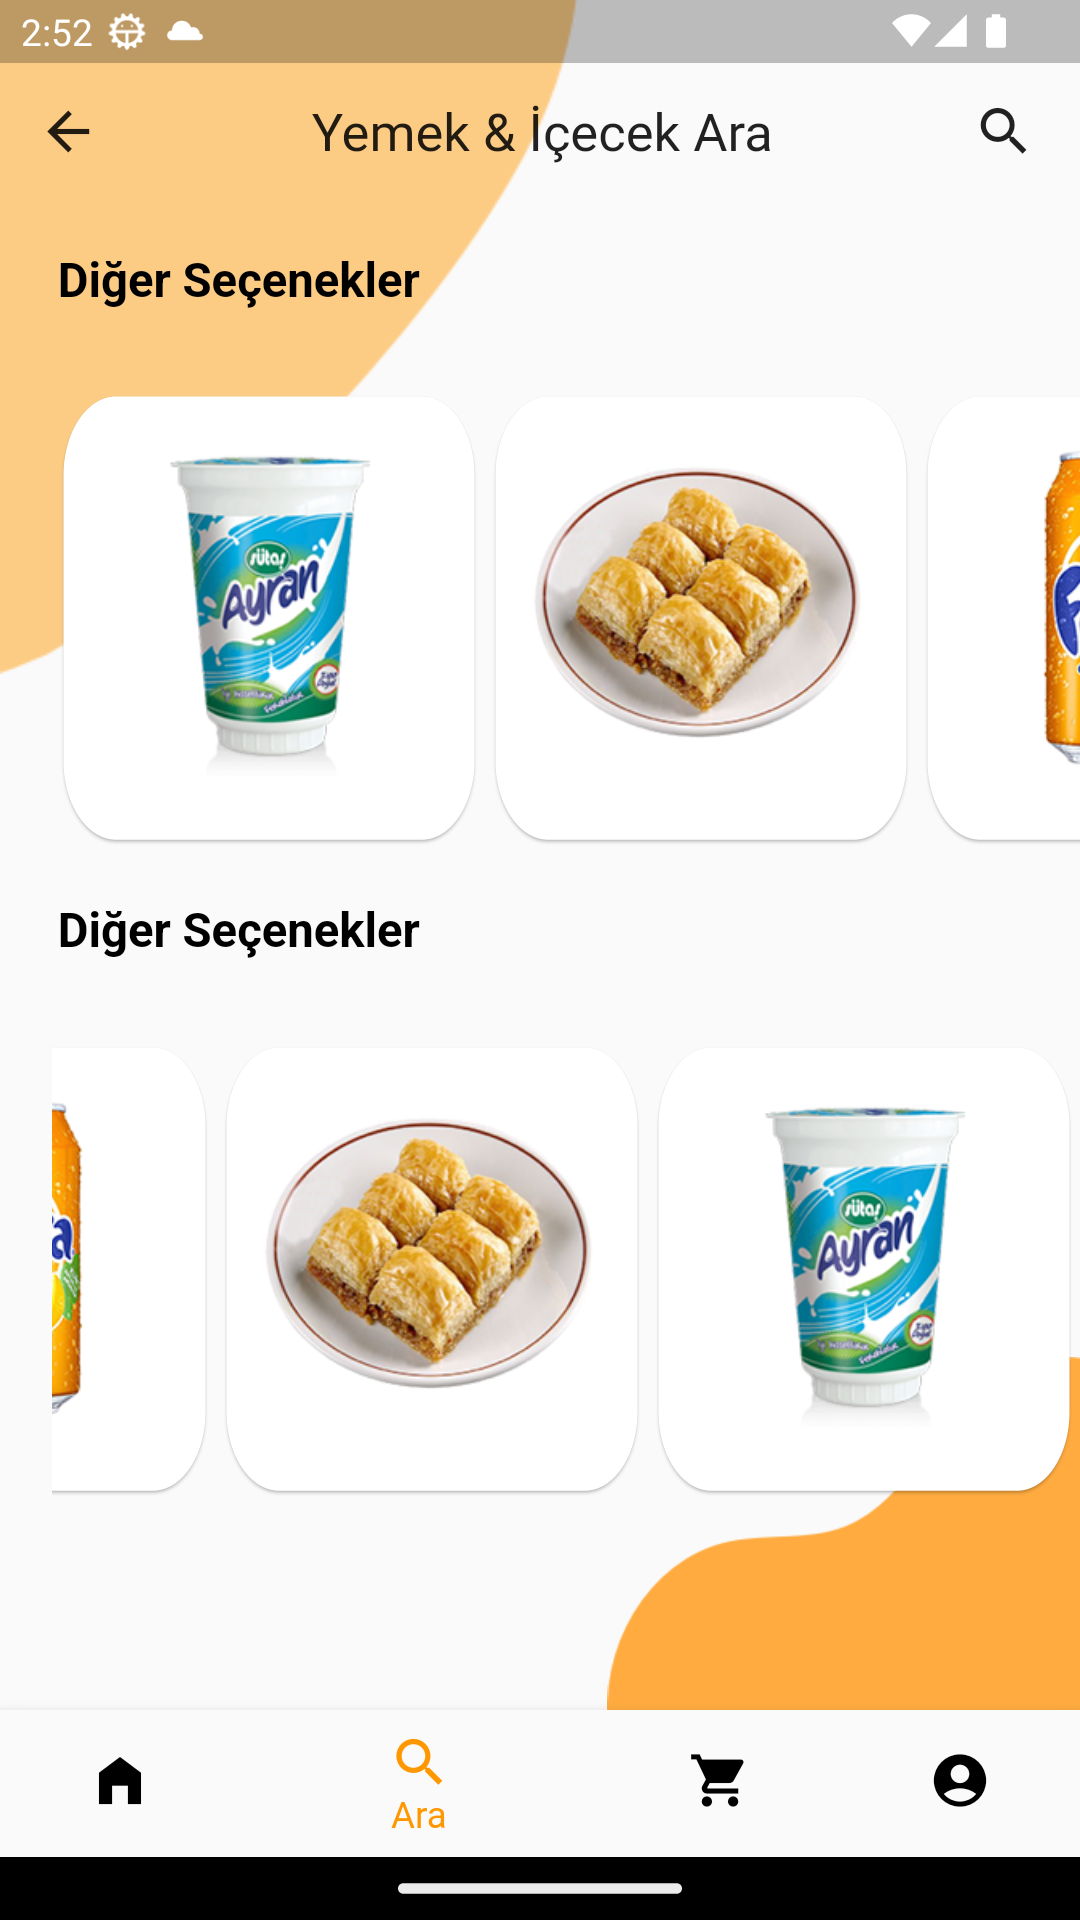 2:52
Yemek & İçecek Ara
Diğer Seçenekler
sütaş
Ayran
Diğer Seçenekler
a
sütaş
Ayran
Ara